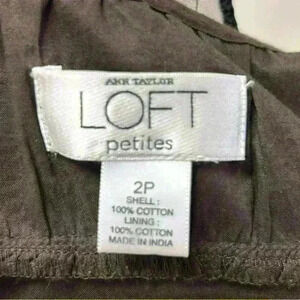 ANN TAYLOR
LOFT
petites
2P
SHELL :
100% COTTON
LINING :
100% COTTON
MADE IN INDIA